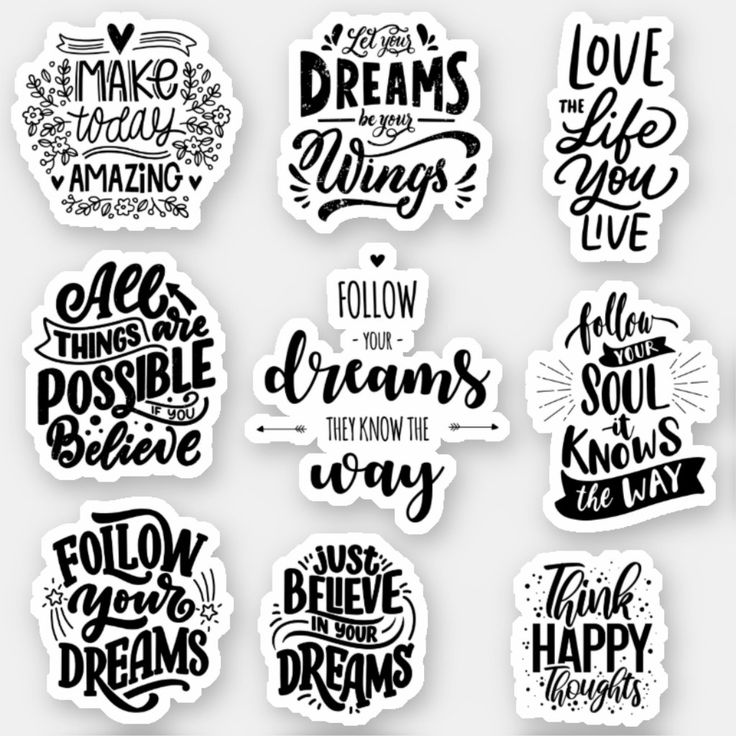 MAKE
today
AMAZING
Let your
DREAMS
be your
Wings
LOVE
THE Life
You
LIVE
All
THINGS are
POSSIBLE
IF YOU
Believe
FOLLOW
- YOUR -
dreams
THEY KNOW THE
way
follow
YOUR
SOUL
it
KNOWS
the WAY
FOLLOW
your
DREAMS
JUST
BELIEVE
IN YOUR
DREAMS
Think
HAPPY
Thoughts